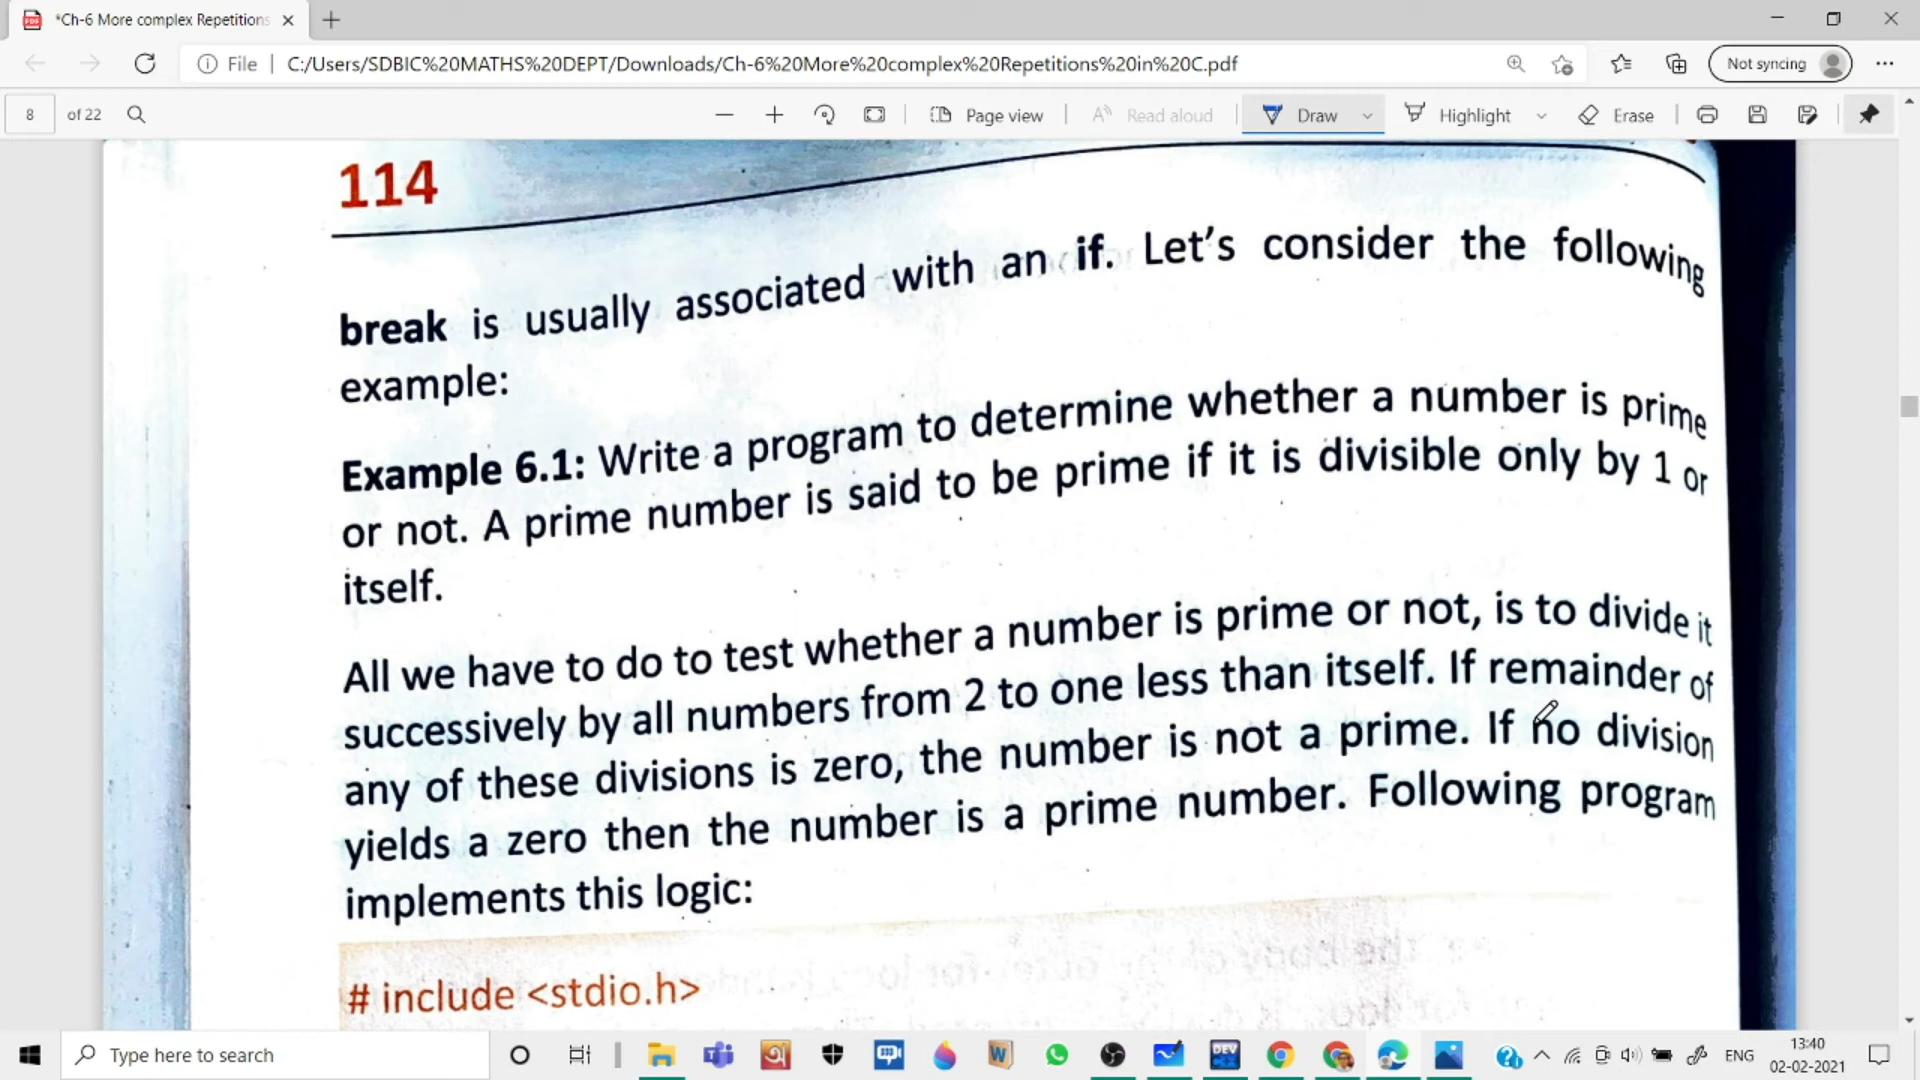 *Ch-6 More complex Repetitions
File
C:/Users/SDBIC%20MATHS%20DEPT/Downloads/Ch-6%20More%20complex%20Repetitions%20in%20C.pdf
Not syncing
8 of 22
Page view
Read aloud
Draw
Highlight
Erase
114
break is usually associated with an if. Let's consider the following
example:
Example 6.1: Write a program to determine whether a number is prime
or not. A prime number is said to be prime if it is divisible only by 1 or
itself.
All we have to do to test whether a number is prime or not, is to divide it
successively by all numbers from 2 to one less than itself. If remainder of
any of these divisions is zero, the number is not a prime. If no division
yields a zero then the number is a prime number. Following program
implements this logic:
# include <stdio.h>
Type here to search
ENG
13:40
02-02-2021